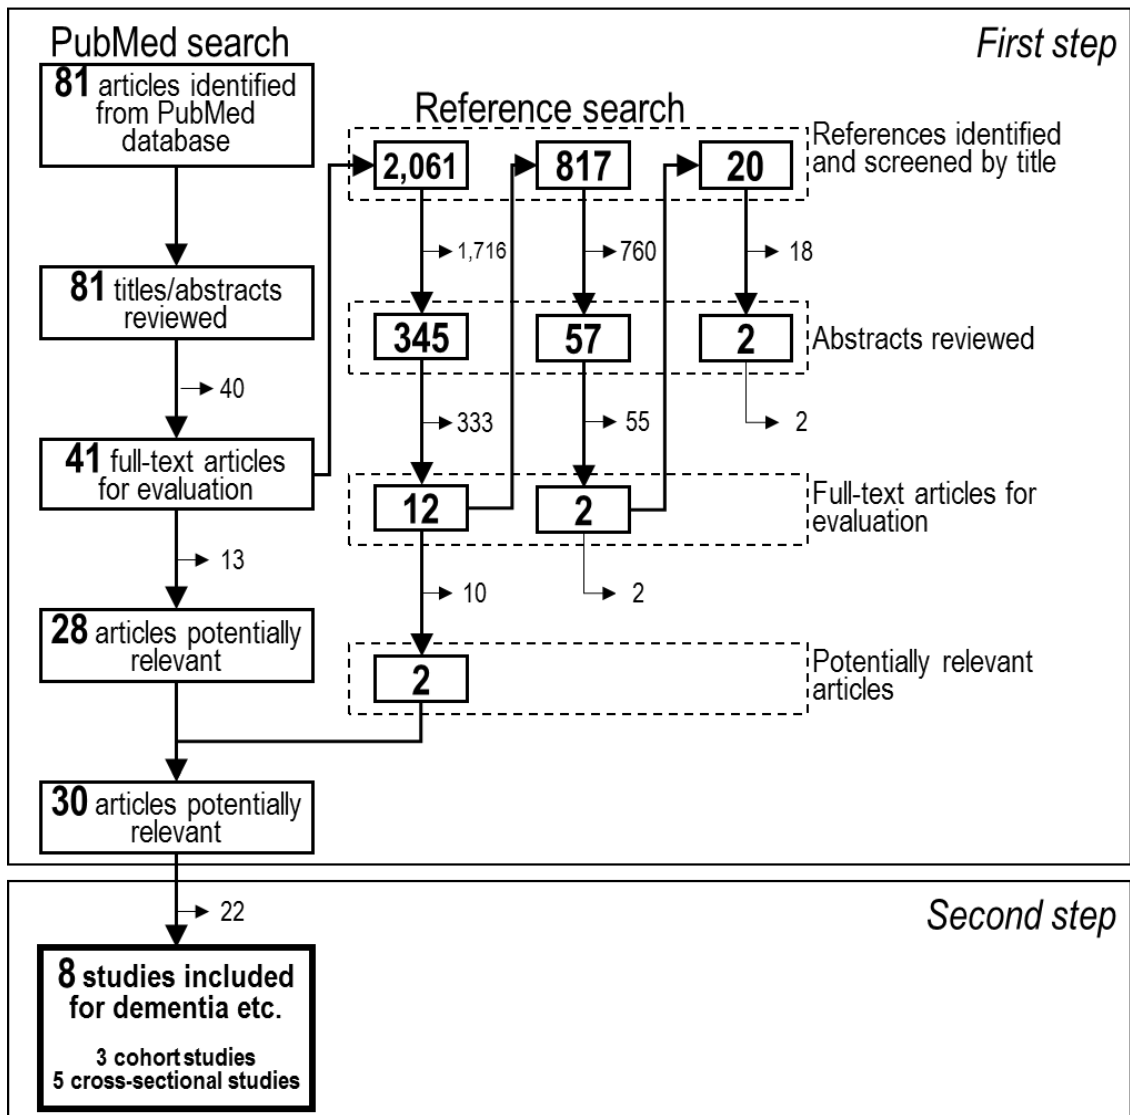 PubMed search
First step
81 articles identified
from PubMed
database
Reference search
References identified
and screened by title
2,061
817
20
1,716
760
18
81 titles/abstracts
reviewed
345
57
2
Abstracts reviewed
40
333
55
2
41 full-text articles
for evaluation
12
2
Full-text articles for
evaluation
13
10
2
28 articles potentially
relevant
2
Potentially relevant
articles
30 articles potentially
relevant
22
Second step
8 studies included
for dementia etc.
3 cohort studies
5 cross-sectional studies